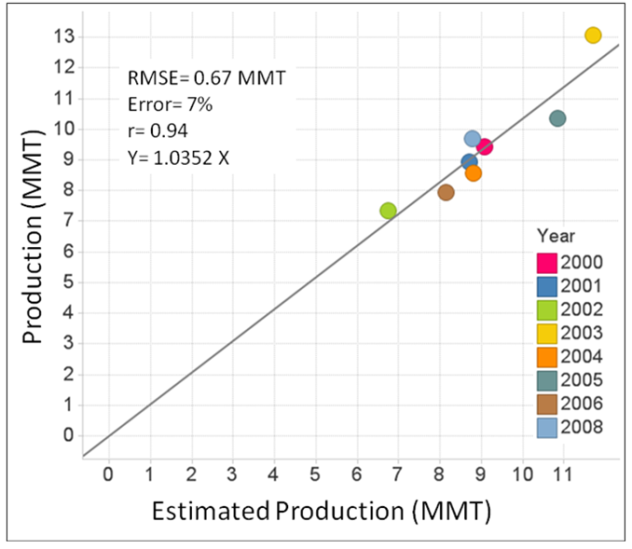 13
12
11
10
9
8
7
6
5
4
3
2
1
0
RMSE= 0.67 MMT
Error= 7%
r= 0.94
Y= 1.0352 X
Production (MMT)
Year
2000
2001
2002
2003
2004
2005
2006
2008
0 1 2 3 4 5 6 7 8 9 10 11
Estimated Production (MMT)